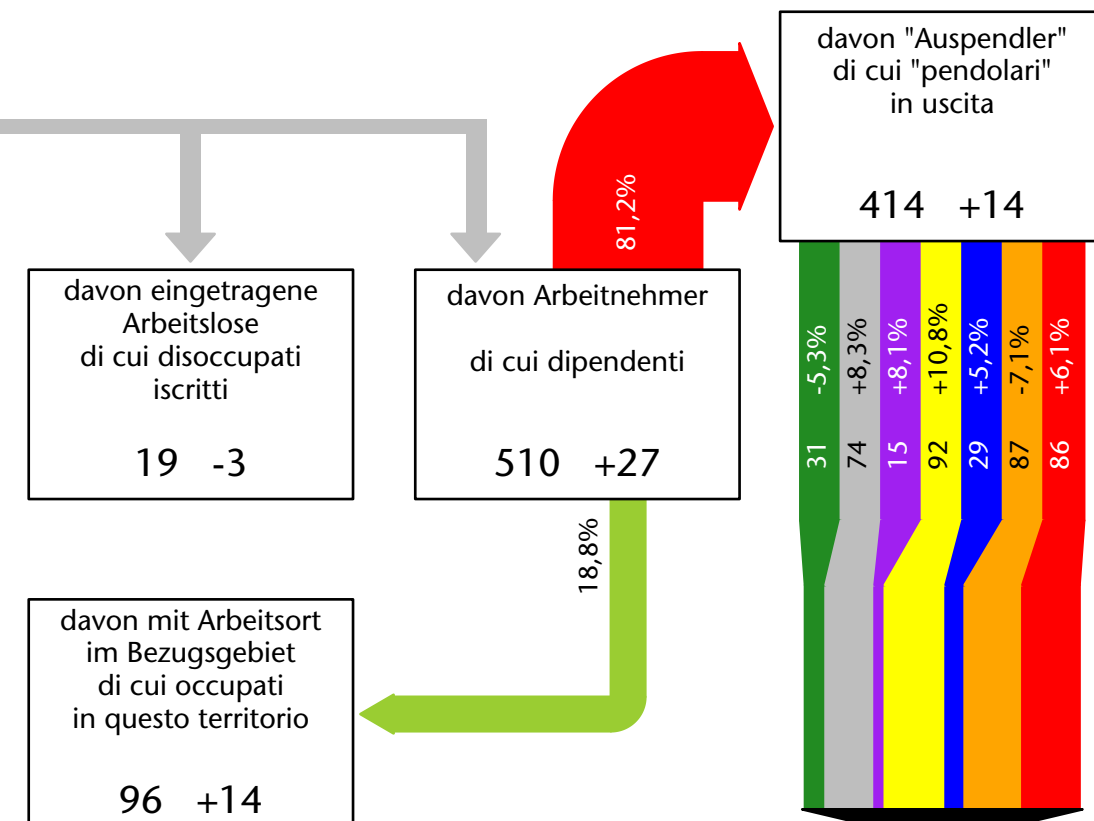 davon "Auspendler"
di cui "pendolari"
in uscita
414 +14
81,2%
davon eingetragene
Arbeitslose
di cui disoccupati
iscritti
19 -3
davon Arbeitnehmer
di cui dipendenti
510 +27
31 -5,3%
74 +8,3%
15 +8,1%
92 +10,8%
29 +5,2%
87 -7,1%
86 +6,1%
18,8%
davon mit Arbeitsort
im Bezugsgebiet
di cui occupati
in questo territorio
96 +14